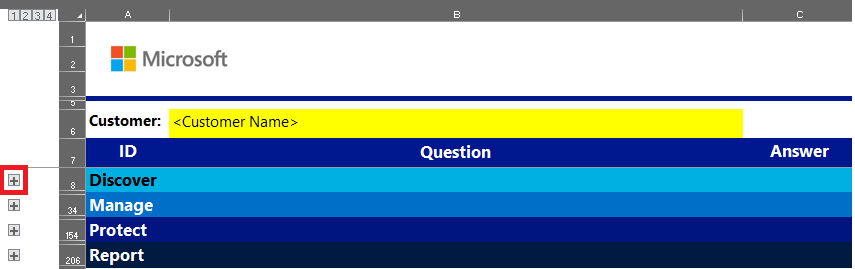 1 2 3 4 A B C
1
2 Microsoft
3
5
6 Customer: <Customer Name>
7 ID Question Answer
8 Discover
34 Manage
154 Protect
206 Report